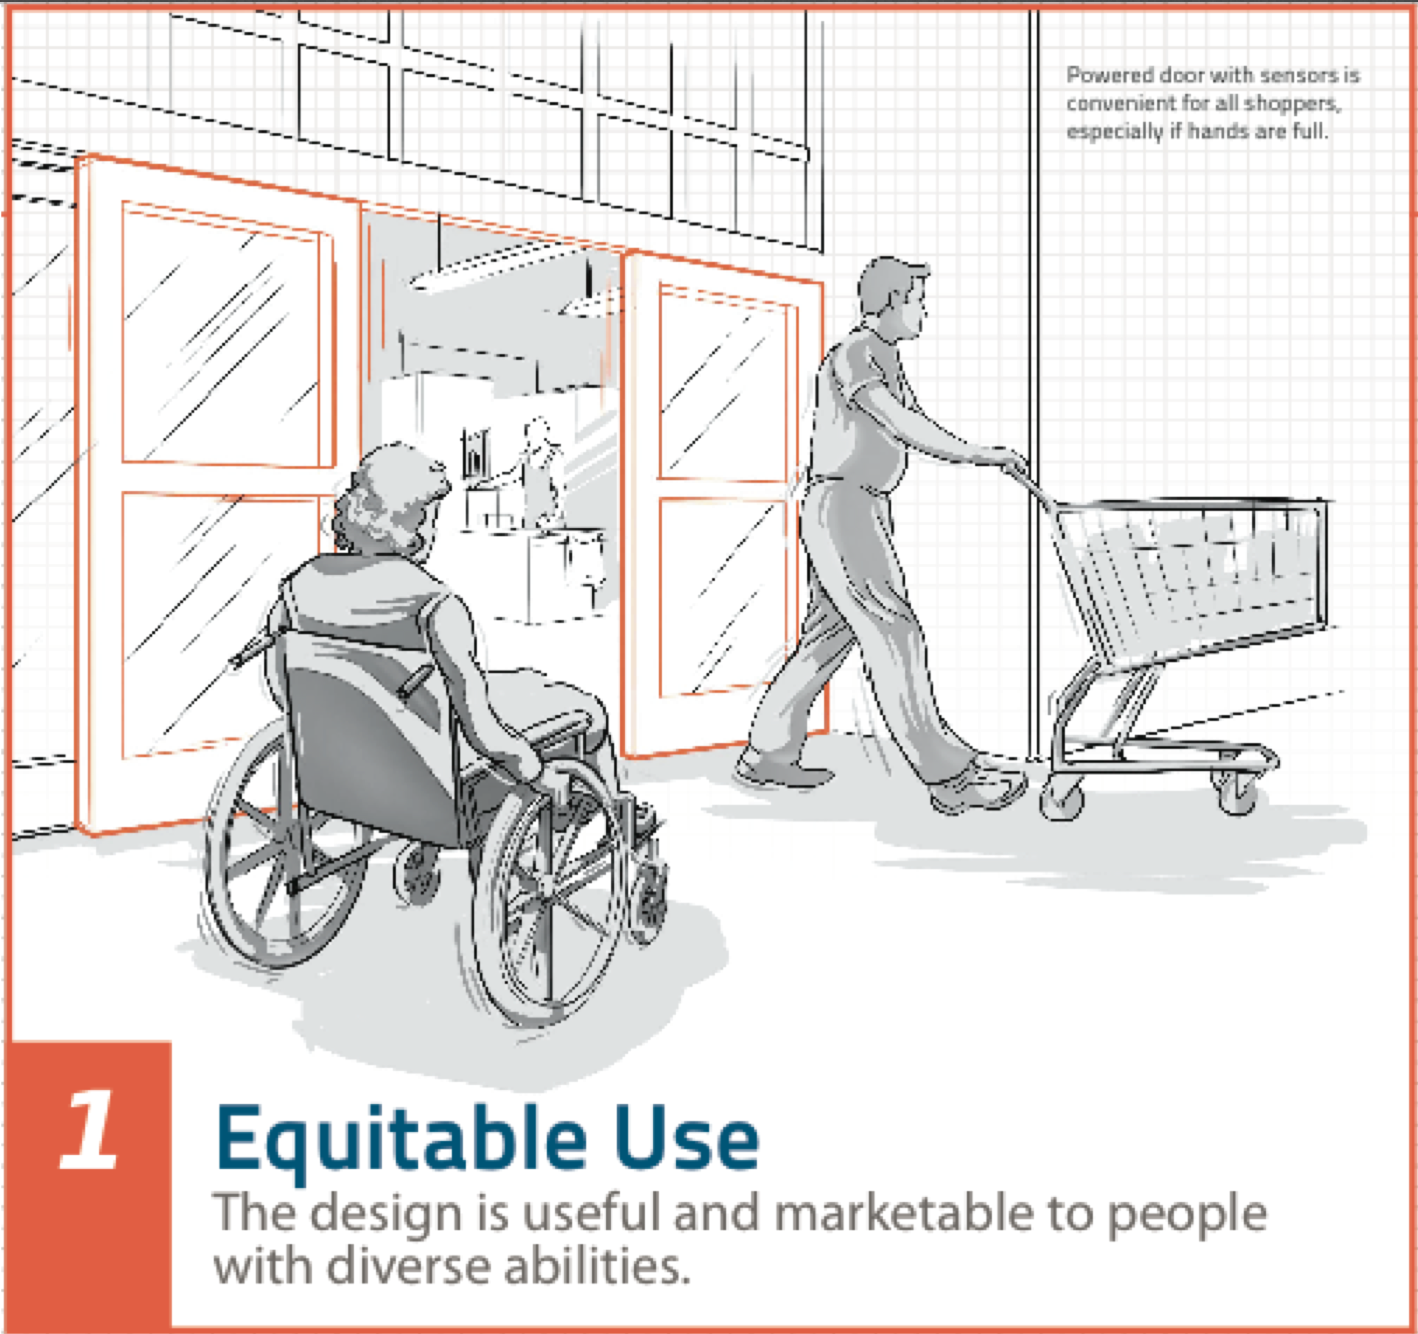 Powered door with sensors is
convenient for all shoppers,
especially if hands are full.
1
Equitable Use
The design is useful and marketable to people
with diverse abilities.